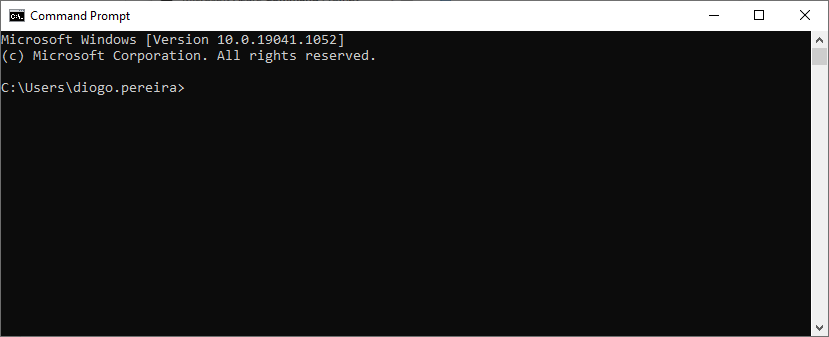 Command Prompt
Microsoft Windows [Version 10.0.19041.1052]
(c) Microsoft Corporation. All rights reserved.
C:\Users\diogo.pereira>